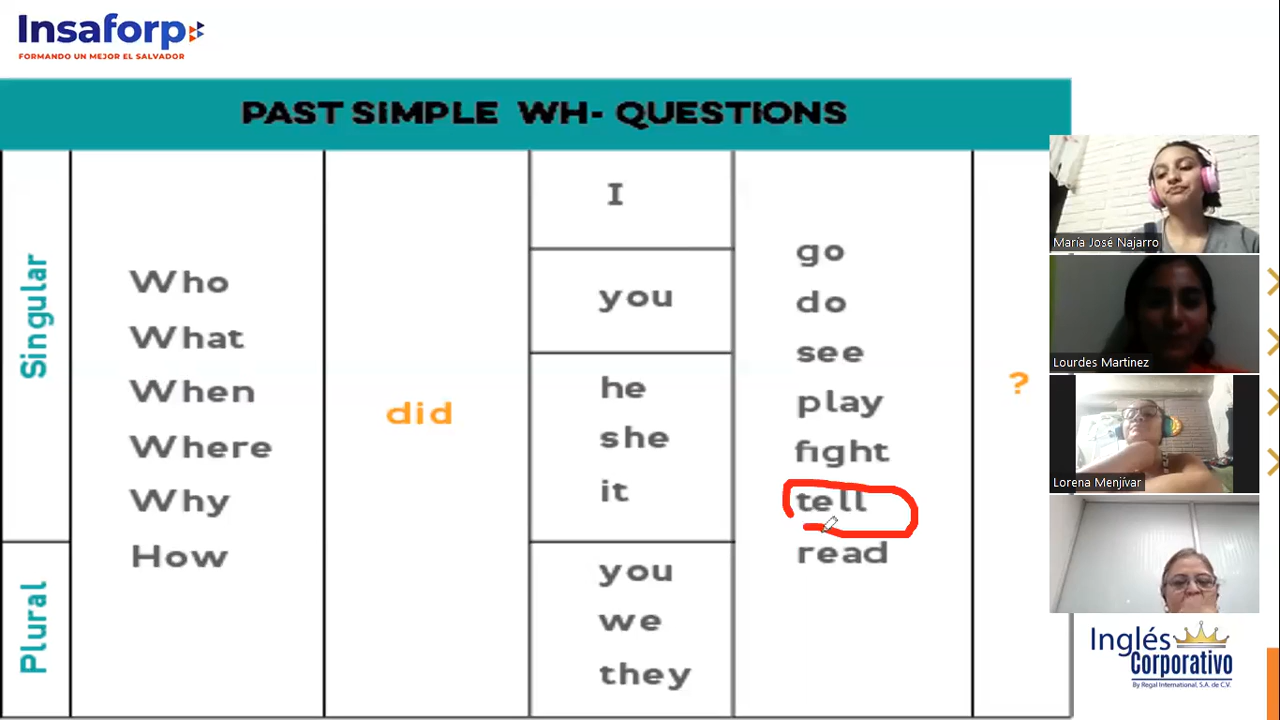 Insaforp
FORMANDO UN MEJOR EL SALVADOR
PAST SIMPLE WH- QUESTIONS
Singular
Plural
Who
What
When
Where
Why
How
did
I
you
he
she
it
you
we
they
go
do
see
play
fight
tell
read
?
María José Najarro
Lourdes Martinez
Lorena Menjívar
Inglés
Corporativo
By Regal International, S.A. de C.V.